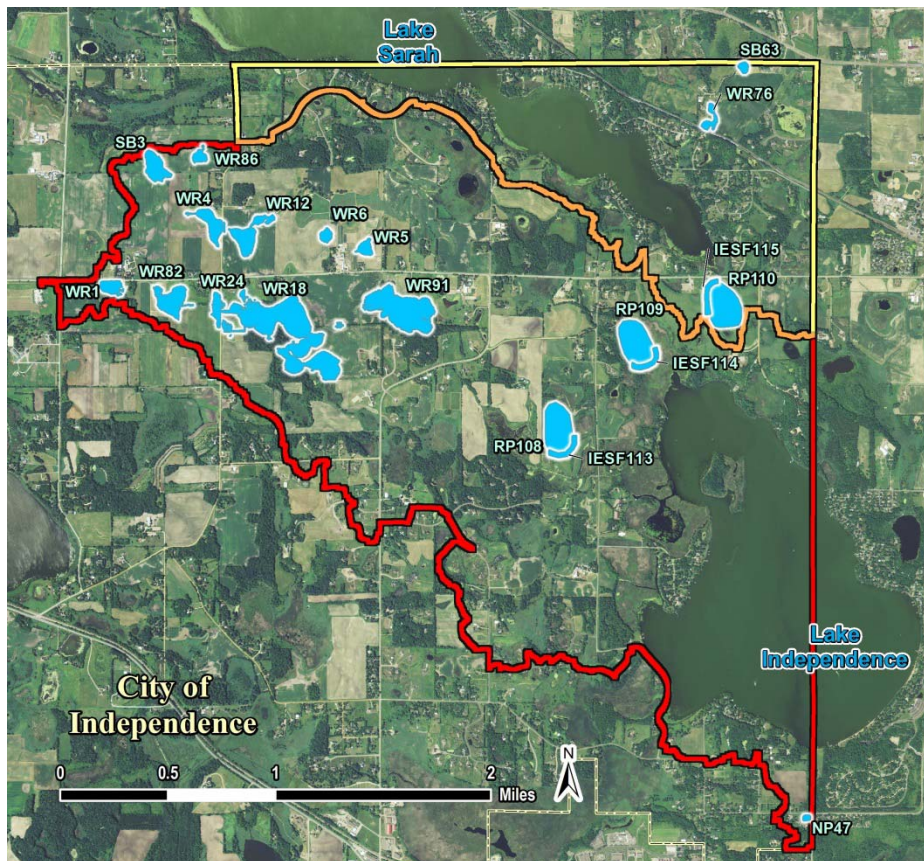 Lake
Sarah
SB63
WR76
SB3
WR86
WR4
WR12
WR6
WR5
IESF115
WR1
WR82
WR24
WR18
WR91
RP110
RP109
IESF114
RP108
IESF113
Lake
Independence
City of
Independence
N
0 0.5 1 2
Miles
NP47